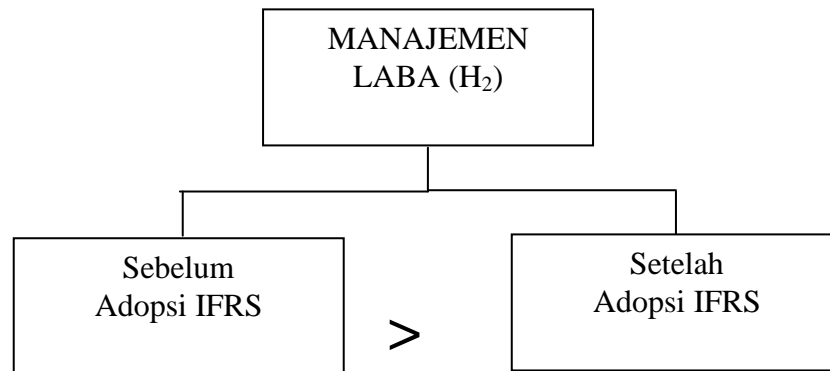 MANAJEMEN
LABA (H₂)
Sebelum
Adopsi IFRS
>
Setelah
Adopsi IFRS